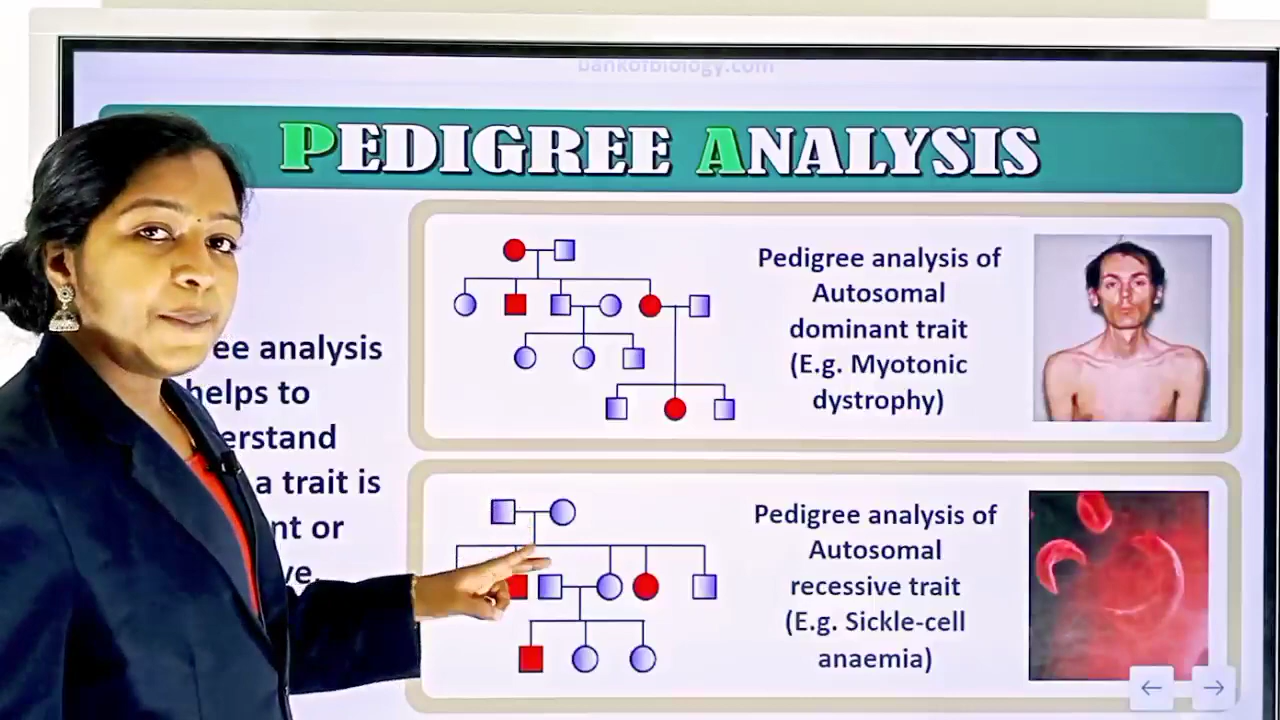 bankofbiology.com
PEDIGREE ANALYSIS
ee analysis
helps to
erstand
a trait is
nt or
ve.
Pedigree analysis of
Autosomal
dominant trait
(E.g. Myotonic
dystrophy)
Pedigree analysis of
Autosomal
recessive trait
(E.g. Sickle-cell
anaemia)